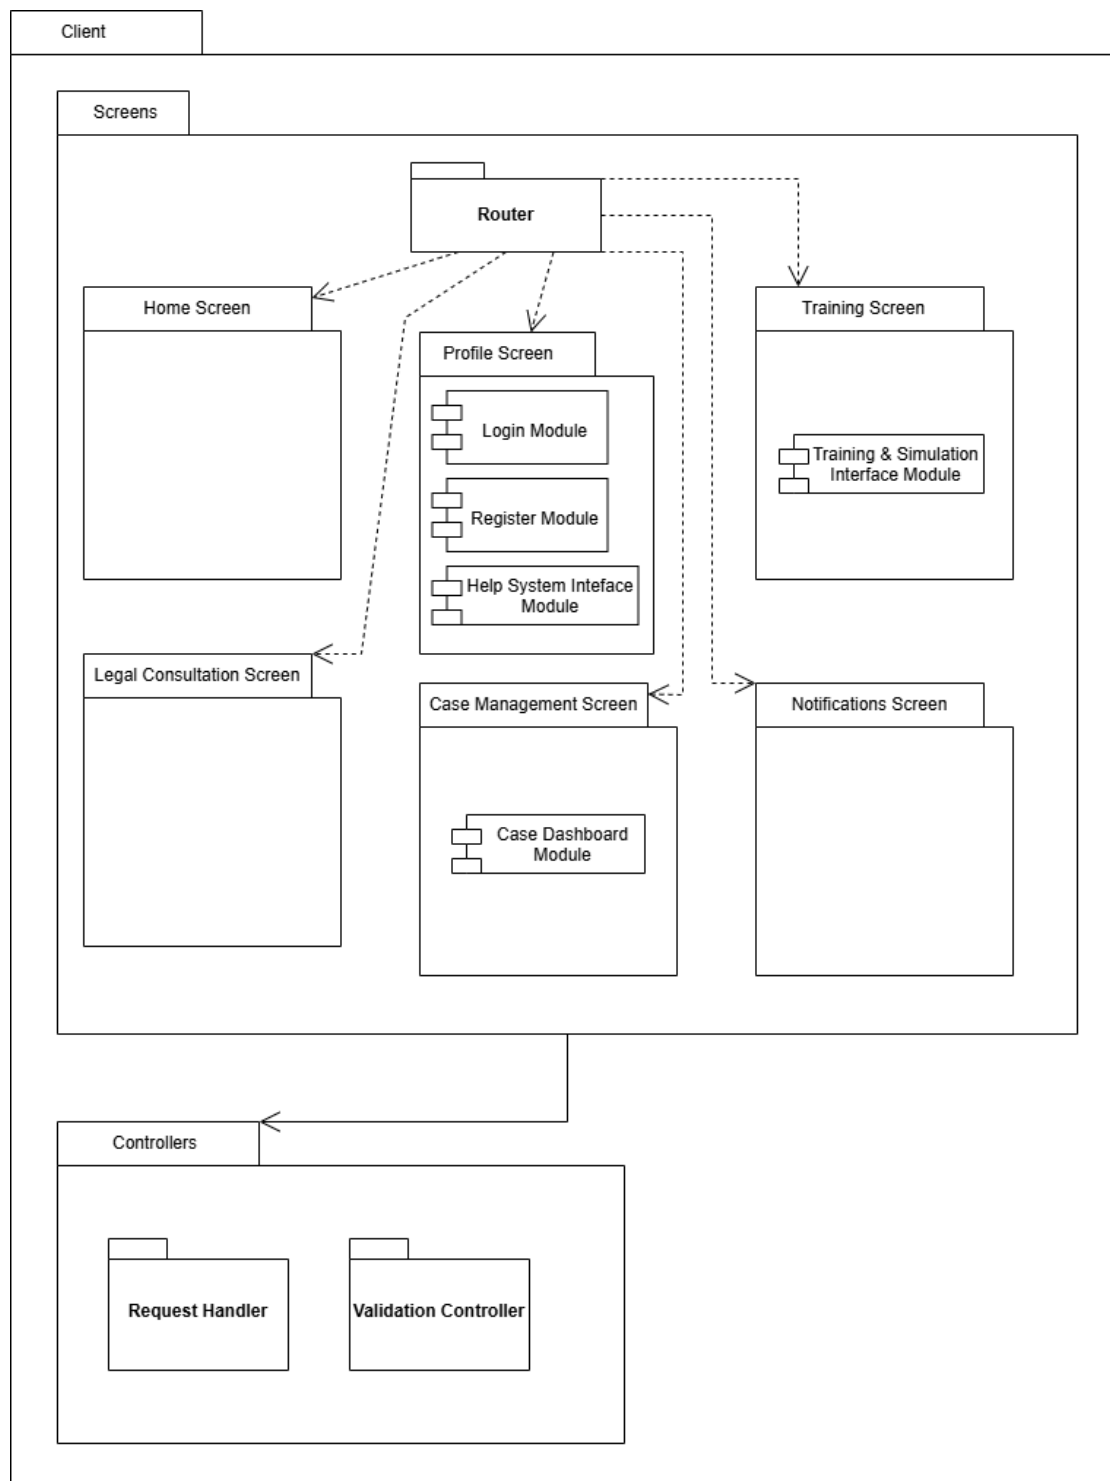 Client
Screens
Router
Home Screen
Training Screen
Profile Screen
Login Module
Training & Simulation
Interface Module
Register Module
Help System Inteface
Module
Legal Consultation Screen
Case Management Screen
Notifications Screen
Case Dashboard
Module
Controllers
Request Handler
Validation Controller